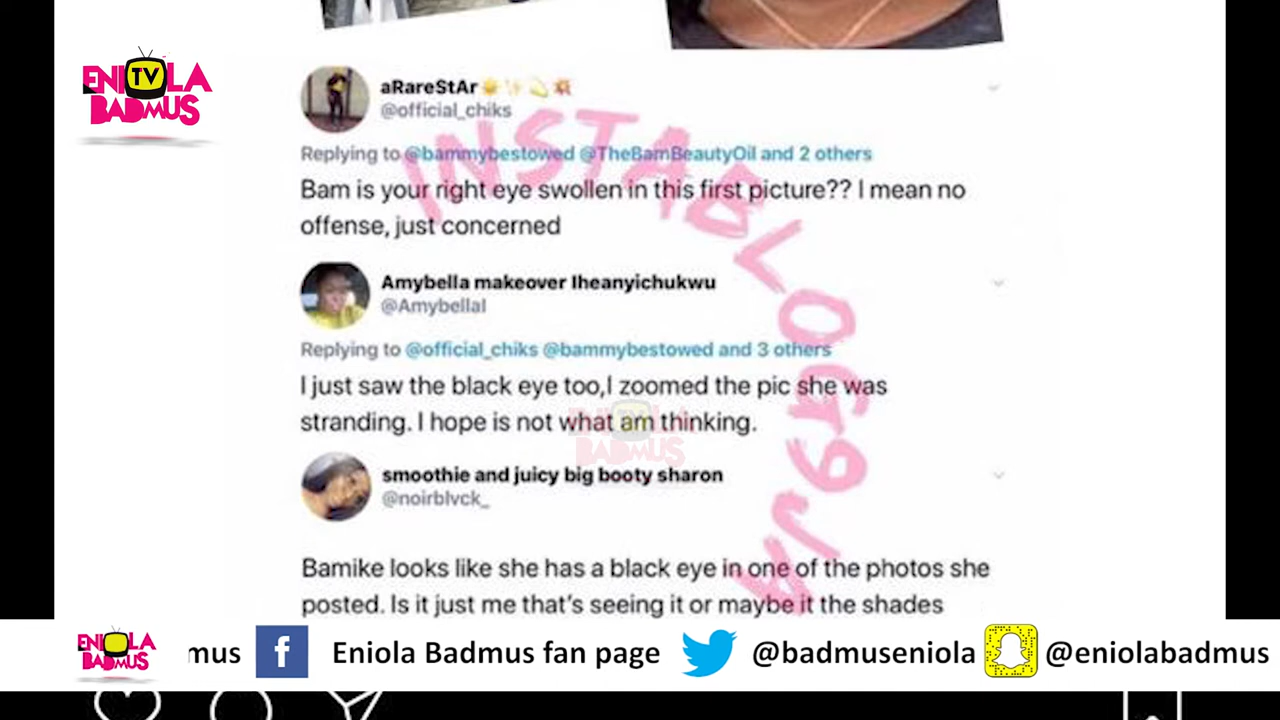 ENIOLA
TV
BADMUS
aRareStAr
@official_chiks
Replying to @bammybestowed @TheBamBeautyOil and 2 others
Bam is your right eye swollen in this first picture?? I mean no
offense, just concerned
INSTABLOG9JA
Amybella makeover Iheanyichukwu
@AmybellaI
Replying to @official_chiks @bammybestowed and 3 others
I just saw the black eye too,I zoomed the pic she was
stranding. I hope is not what am thinking.
ENIOLA
TV
BADMUS
smoothie and juicy big booty sharon
@noirblvck_
Bamike looks like she has a black eye in one of the photos she
posted. Is it just me that's seeing it or maybe it the shades
ENIOLA
BADMUS
mus f Eniola Badmus fan page @badmuseniola @eniolabadmus